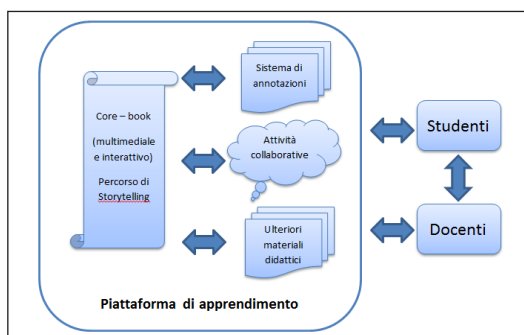 Core – book
(multimediale
e interattivo)
Percorso di
Storytelling
Sistema di
annotazioni
Attività
collaborative
Ulteriori
materiali
didattici
Piattaforma di apprendimento
Studenti
Docenti